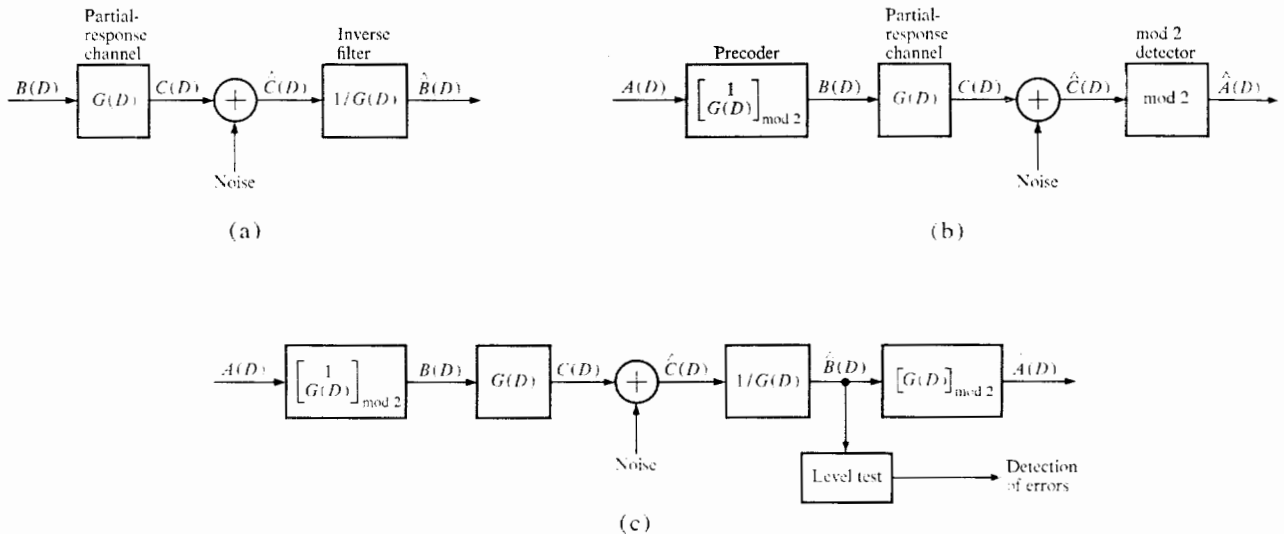 Partial-
response
channel
Inverse
filter
B(D)
G(D)
C(D)
+
Ĉ(D)
1/G(D)
B̂(D)
Noise
(a)
Precoder
Partial-
response
channel
mod 2
detector
A(D)
[1 G(D)] mod 2
B(D)
G(D)
C(D)
+
Ĉ(D)
mod 2
Â(D)
Noise
(b)
A(D)
[1 G(D)] mod 2
B(D)
G(D)
C(D)
+
Ĉ(D)
1/G(D)
B̂(D)
[G(D)] mod 2
Â(D)
Noise
Level test
Detection
of errors
(c)